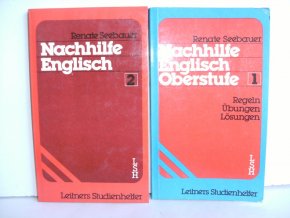 Renate Seebauer
Nachhilfe
Englisch
2
Leitners Studienhelfer
Renate Seebauer
Nachhilfe
Englisch
Oberstufe 1
Regeln
Übungen
Lösungen
Leitners Studienhelfer